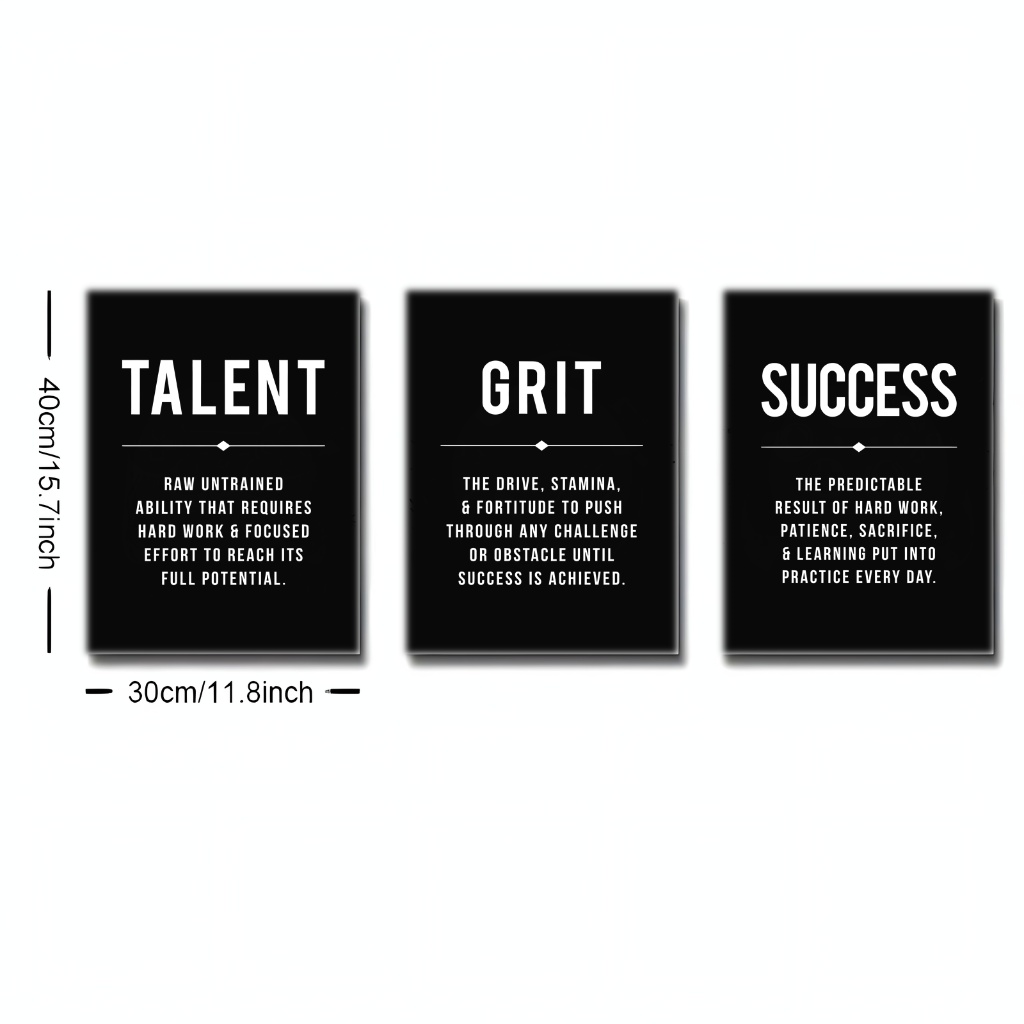 TALENT
RAW UNTRAINED
ABILITY THAT REQUIRES
HARD WORK & FOCUSED
EFFORT TO REACH ITS
FULL POTENTIAL.
GRIT
THE DRIVE, STAMINA,
& FORTITUDE TO PUSH
THROUGH ANY CHALLENGE
OR OBSTACLE UNTIL
SUCCESS IS ACHIEVED.
SUCCESS
THE PREDICTABLE
RESULT OF HARD WORK,
PATIENCE, SACRIFICE,
& LEARNING PUT INTO
PRACTICE EVERY DAY.
40cm/15.7inch
30cm/11.8inch